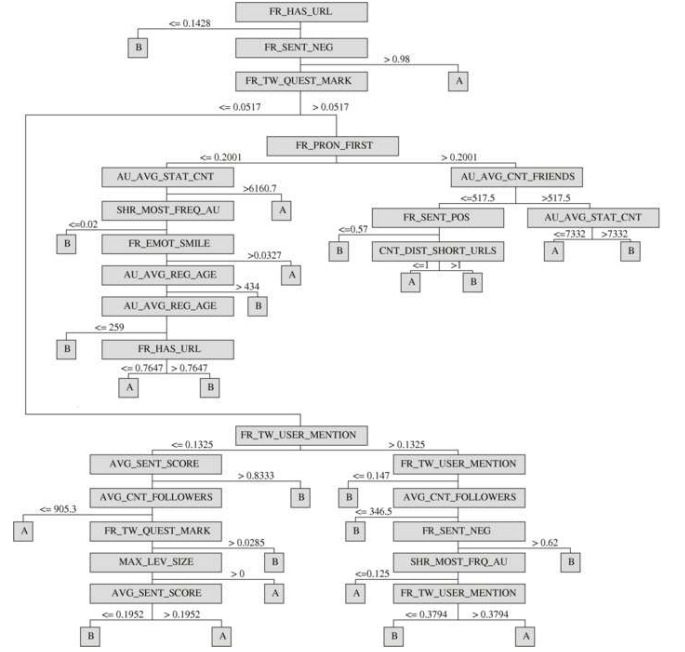 FR_HAS_URL
<= 0.1428
B
FR_SENT_NEG
> 0.98
FR_TW_QUEST_MARK
A
<= 0.0517
> 0.0517
FR_PRON_FIRST
<= 0.2001
> 0.2001
AU_AVG_STAT_CNT
AU_AVG_CNT_FRIENDS
>6160.7
<=517.5
>517.5
SHR_MOST_FREQ_AU
A
FR_SENT_POS
AU_AVG_STAT_CNT
<=0.02
<=0.57
<=7332
>7332
B
FR_EMOT_SMILE
B
CNT_DIST_SHORT_URLS
A
B
>0.0327
<=1
>1
AU_AVG_REG_AGE
A
A
B
> 434
AU_AVG_REG_AGE
B
<= 259
B
FR_HAS_URL
<= 0.7647
> 0.7647
A
B
FR_TW_USER_MENTION
<= 0.1325
> 0.1325
AVG_SENT_SCORE
FR_TW_USER_MENTION
> 0.8333
<= 0.147
AVG_CNT_FOLLOWERS
B
B
AVG_CNT_FOLLOWERS
<= 905.3
<= 346.5
A
FR_TW_QUEST_MARK
B
FR_SENT_NEG
> 0.0285
> 0.62
MAX_LEV_SIZE
B
SHR_MOST_FRQ_AU
B
> 0
<=0.125
AVG_SENT_SCORE
A
A
FR_TW_USER_MENTION
<= 0.1952
> 0.1952
<= 0.3794
> 0.3794
B
A
B
A